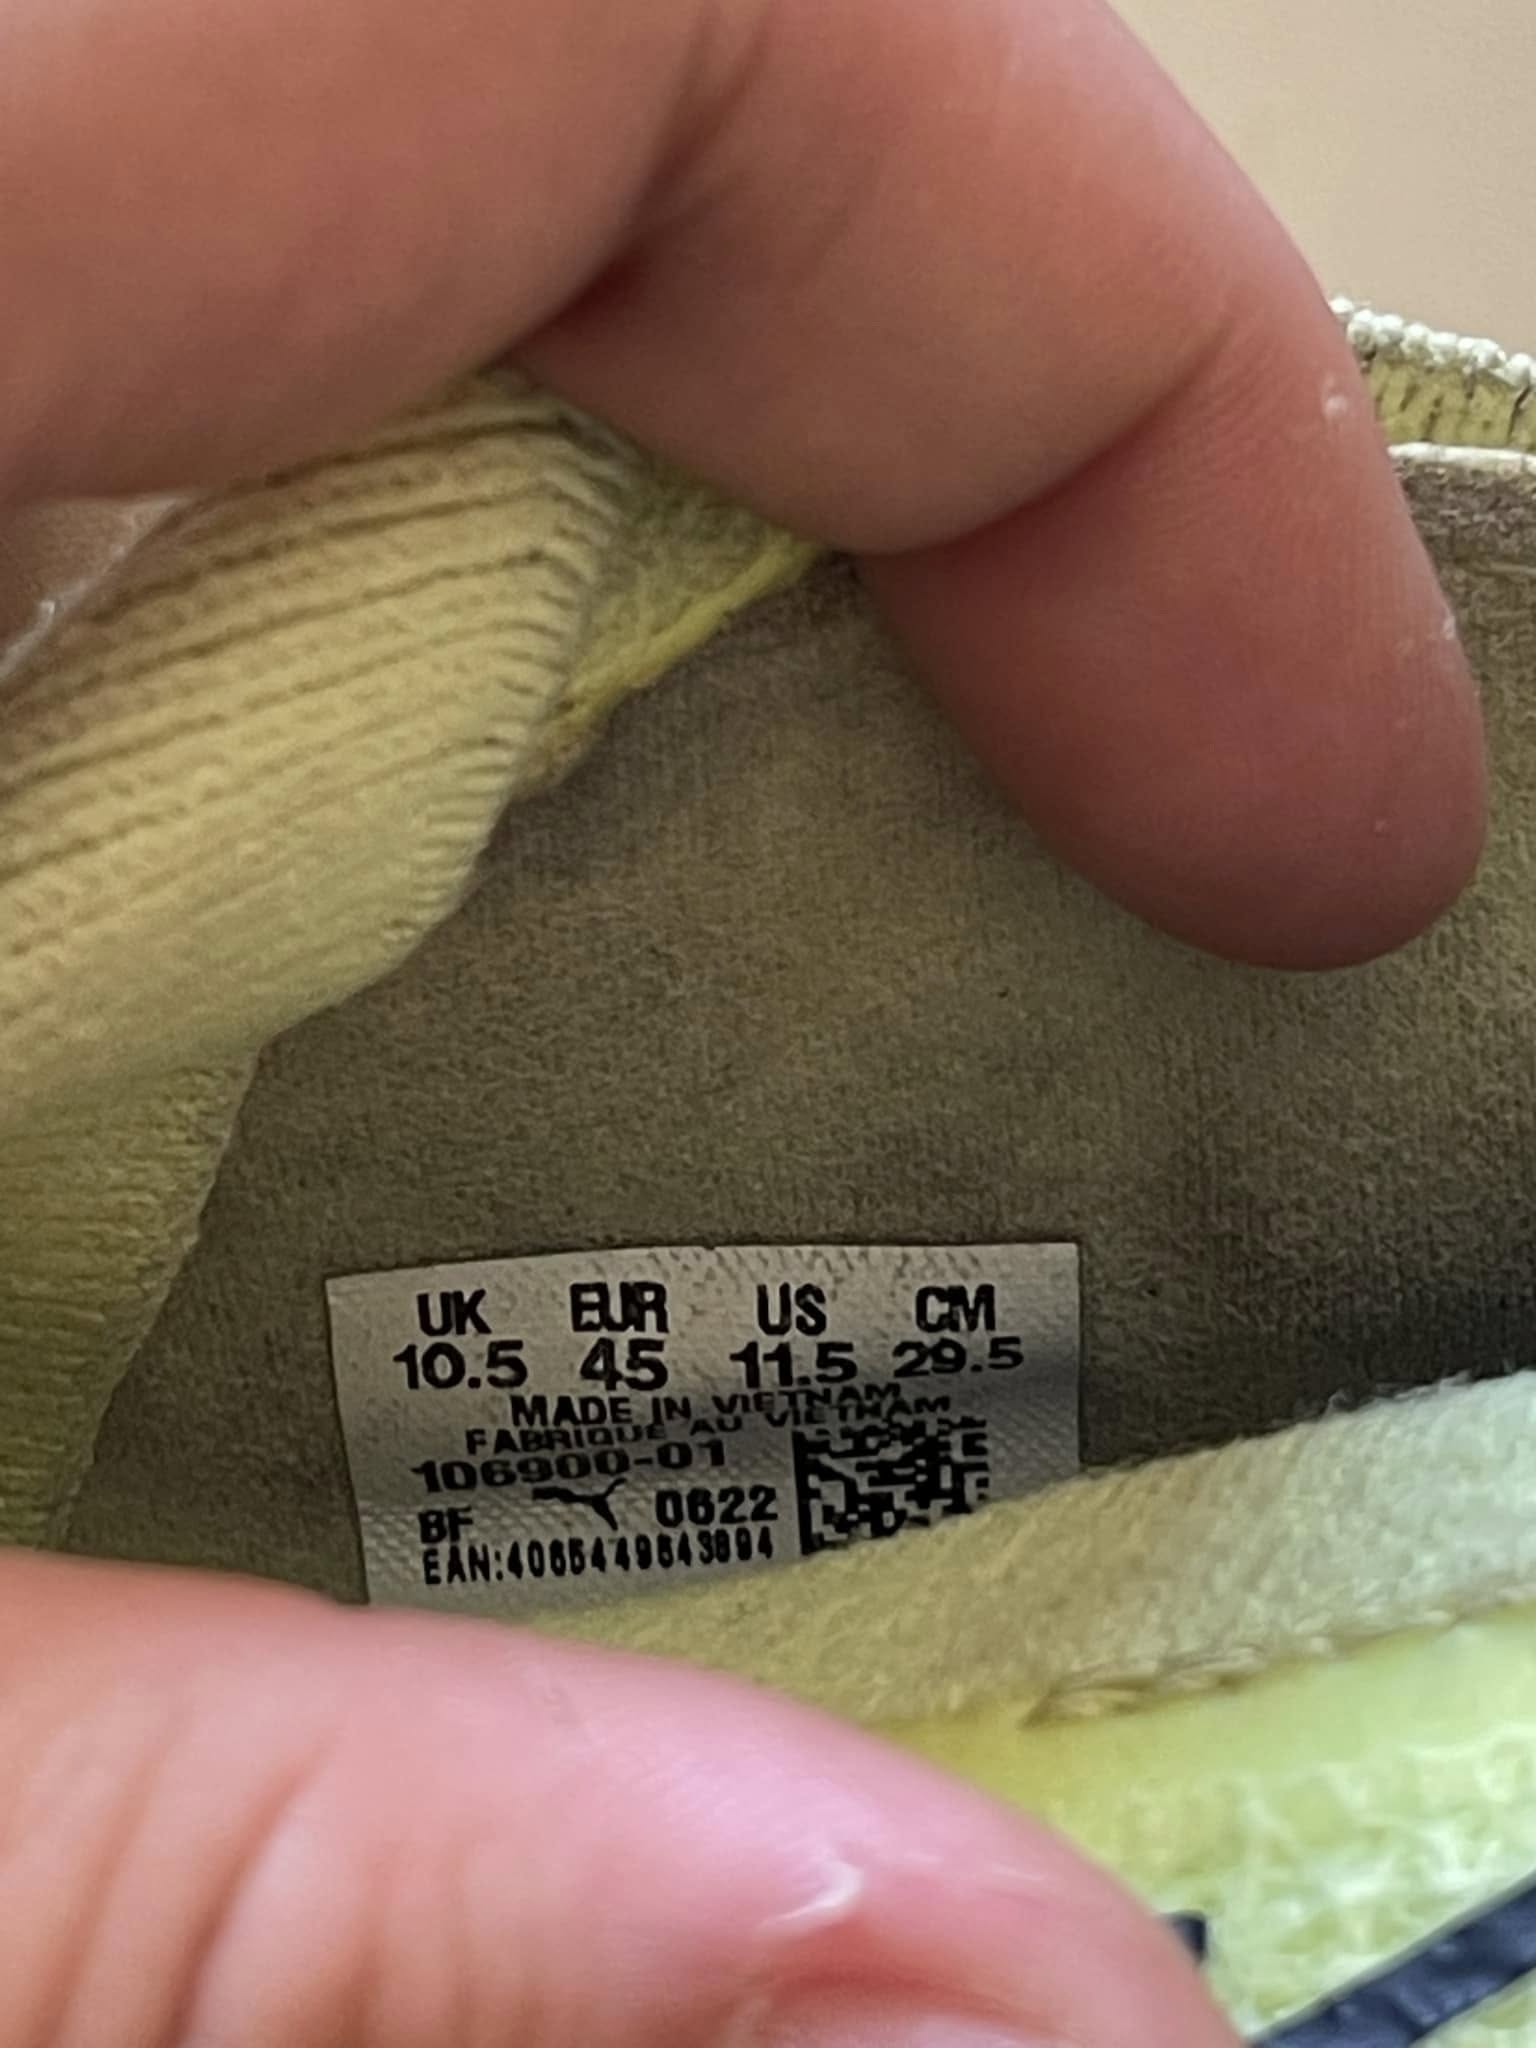 UK EUR US CM
10.5 45 11.5 29.5
MADE IN VIETNAM
FABRIQUE AU VIETNAM
106900-01
BF 0622
EAN: